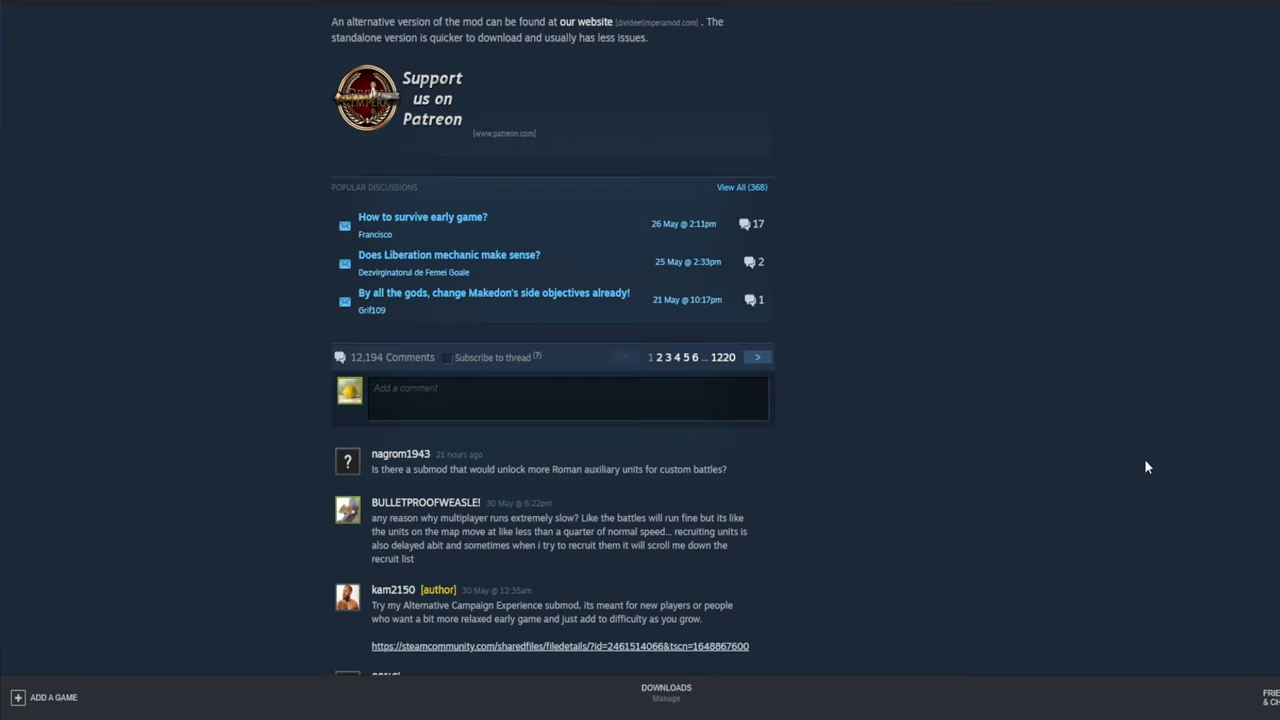 An alternative version of the mod can be found at our website [divideetimperamod.com] . The
standalone version is quicker to download and usually has less issues.
Support
us on
Patreon
[www.patreon.com]
POPULAR DISCUSSIONS View All (368)
How to survive early game? 26 May @ 2:11pm 17
Francisco
Does Liberation mechanic make sense? 25 May @ 2:33pm 2
Dezvirginatorul de Femei Goale
By all the gods, change Makedon's side objectives already! 21 May @ 10:17pm 1
Grif109
12,194 Comments Subscribe to thread (?) < 1 2 3 4 5 6 ... 1220 >
Add a comment
? nagrom1943 21 hours ago
Is there a submod that would unlock more Roman auxiliary units for custom battles?
BULLETPROOFWEASLE! 30 May @ 6:22pm
any reason why multiplayer runs extremely slow? Like the battles will run fine but its like
the units on the map move at like less than a quarter of normal speed... recruiting units is
also delayed abit and sometimes when i try to recruit them it will scroll me down the
recruit list
kam2150 [author] 30 May @ 12:35am
Try my Alternative Campaign Experience submod, its meant for new players or people
who want a bit more relaxed early game and just add to difficulty as you grow.
https://steamcommunity.com/sharedfiles/filedetails/?id=2461514066&tscn=1648867600
+ ADD A GAME
DOWNLOADS
Manage
FRIE
& CH